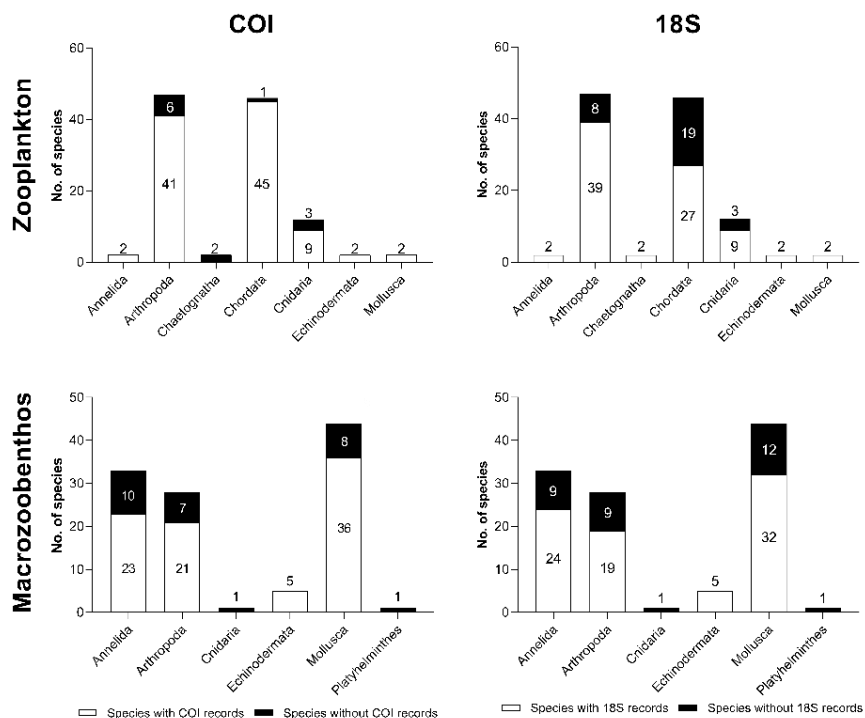 COI
18S
Zooplankton
No. of species
60
40
20
0
2
6
41
2
1
45
3
9
2
2
Annelida
Arthropoda
Chaetognatha
Chordata
Cnidaria
Echinodermata
Mollusca
No. of species
60
40
20
0
2
8
39
2
19
27
3
9
2
2
Annelida
Arthropoda
Chaetognatha
Chordata
Cnidaria
Echinodermata
Mollusca
Macrozoobenthos
No. of species
50
40
30
20
10
0
10
23
7
21
1
5
8
36
1
Annelida
Arthropoda
Cnidaria
Echinodermata
Mollusca
Platyhelminthes
Species with COI records
Species without COI records
No. of species
50
40
30
20
10
0
9
24
9
19
1
5
12
32
1
Annelida
Arthropoda
Cnidaria
Echinodermata
Mollusca
Platyhelminthes
Species with 18S records
Species without 18S records